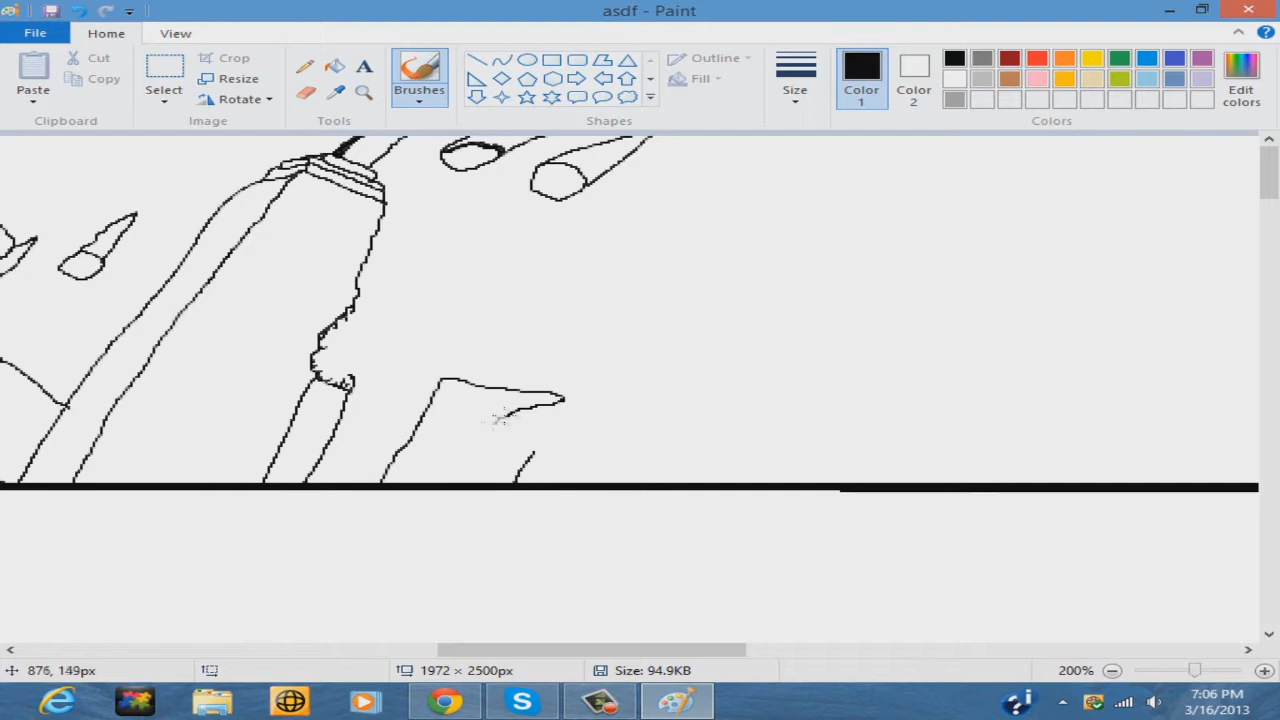 asdf - Paint
File Home View
Paste
Cut
Copy
Clipboard
Select
Crop
Resize
Rotate
Image
A
Tools
Brushes
Shapes
Outline
Fill
Size
Color
1
Color
2
Edit
colors
Colors
876, 149px
1972 × 2500px
Size: 94.9KB
200%
7:06 PM
3/16/2013